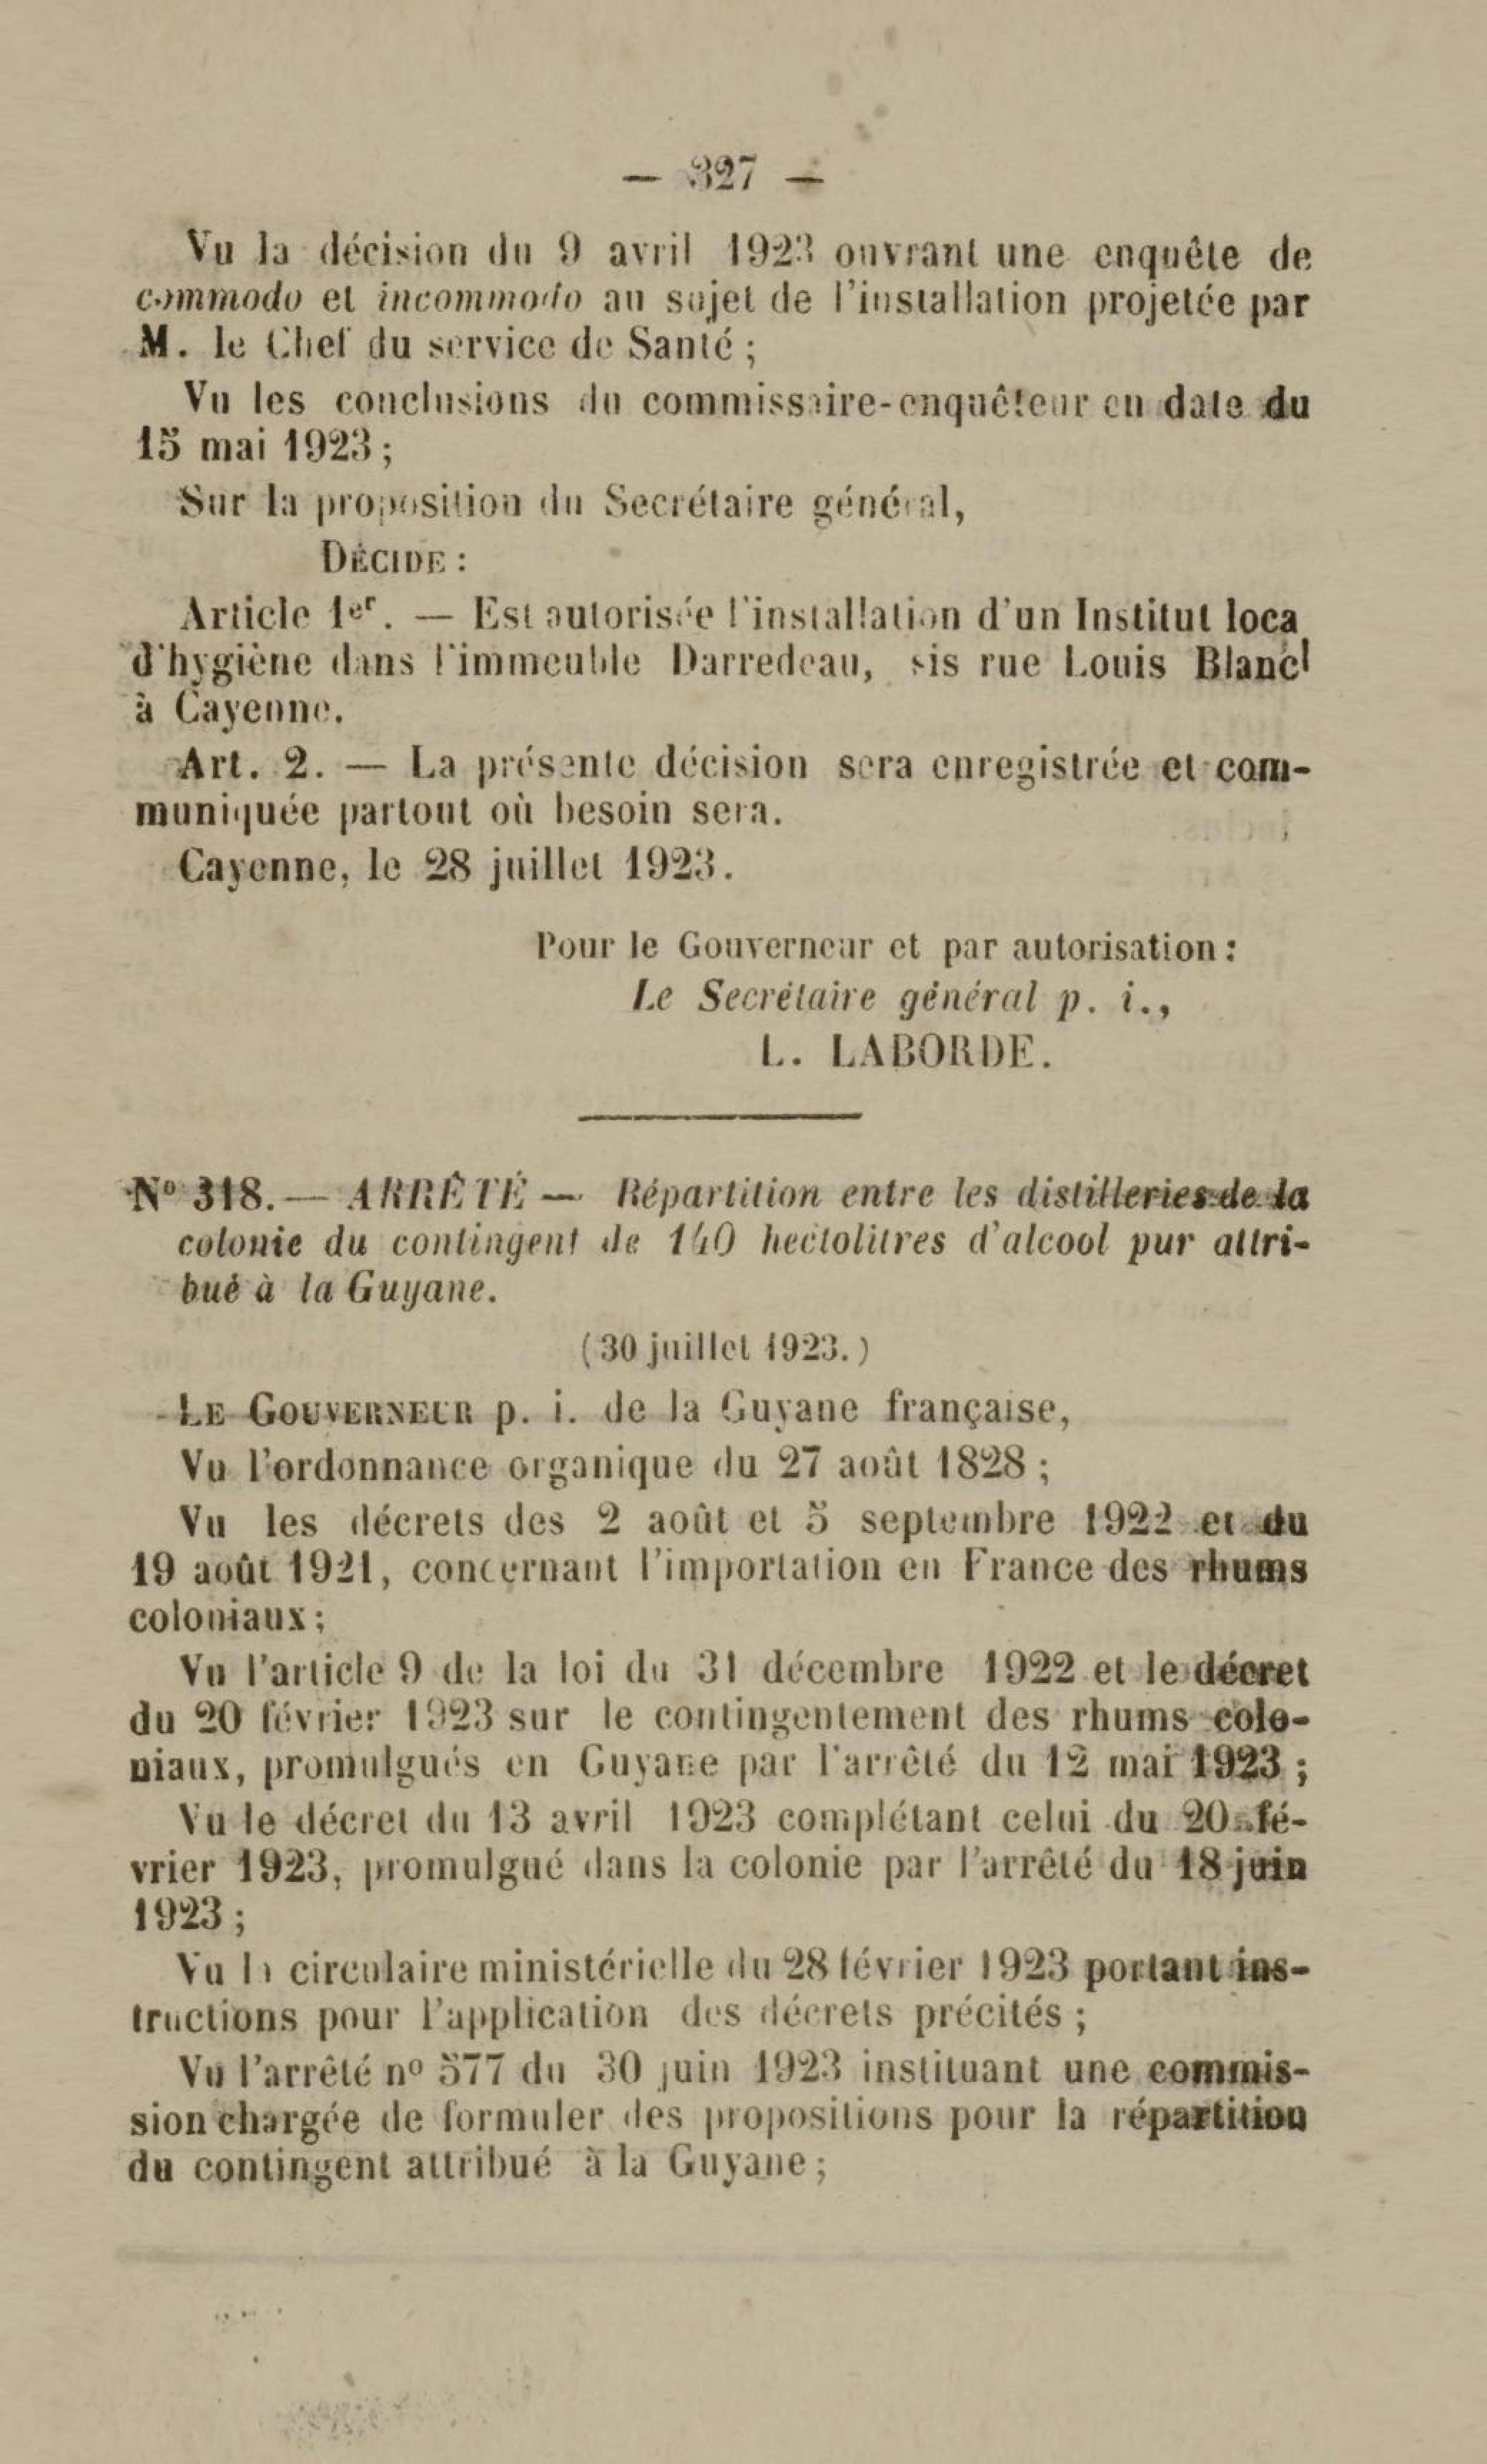 — 327 —
Vu la décision du 9 avril 1923 ouvrant une enquête de
commodo et incommodo au sujet de l'installation projetée par
M. le Chef du service de Santé ;
Vu les conclusions du commissaire-enquêteur en date du
15 mai 1923 ;
Sur la proposition du Secrétaire général,
DÉCIDE :
Article 1er. — Est autorisée l'installation d'un Institut loca
d'hygiène dans l'immeuble Darredeau, sis rue Louis Blancl
à Cayenne.
Art. 2. — La présente décision sera enregistrée et com-
muniquée partout où besoin sera.
Cayenne, le 28 juillet 1923.
Pour le Gouverneur et par autorisation :
Le Secrétaire général p. i.,
L. LABORDE.
No 318. — ARRÊTÉ — Répartition entre les distilleries de la
colonie du contingent de 140 hectolitres d'alcool pur attri-
bué à la Guyane.
(30 juillet 1923.)
LE GOUVERNEUR p. i. de la Guyane française,
Vu l'ordonnance organique du 27 août 1828 ;
Vu les décrets des 2 août et 5 septembre 1922 et du
19 août 1921, concernant l'importation en France des rhums
coloniaux ;
Vu l'article 9 de la loi du 31 décembre 1922 et le décret
du 20 février 1923 sur le contingentement des rhums colo-
niaux, promulgués en Guyane par l'arrêté du 12 mai 1923 ;
Vu le décret du 13 avril 1923 complétant celui du 20 fé-
vrier 1923, promulgué dans la colonie par l'arrêté du 18 juin
1923 ;
Vu la circulaire ministérielle du 28 février 1923 portant ins-
tructions pour l'application des décrets précités ;
Vu l'arrêté no 577 du 30 juin 1923 instituant une commis-
sion chargée de formuler des propositions pour la répartition
du contingent attribué à la Guyane ;